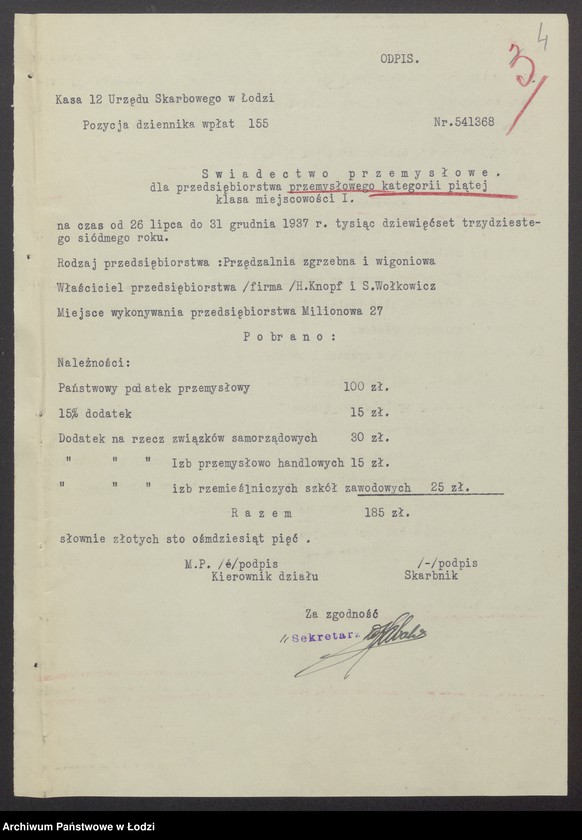 4
3
ODPIS.
Kasa 12 Urzędu Skarbowego w Łodzi
Pozycja dziennika wpłat 155 Nr.541368
Swiadectwo przemysłowe.
dla przedsiębiorstwa przemysłowego kategorii piątej
klasa miejscowości I.
na czas od 26 lipca do 31 grudnia 1937 r. tysiąc dziewięćset trzydzieste-
go siódmego roku.
Rodzaj przedsiębiorstwa :Przędzalnia zgrzebna i wigoniowa
Właściciel przedsiębiorstwa /firma /H.Knopf i S.Wołkowicz
Miejsce wykonywania przedsiębiorstwa Milionowa 27
Pobrano:
Należności:
Państwowy podatek przemysłowy 100 zł.
15% dodatek 15 zł.
Dodatek na rzecz związków samorządowych 30 zł.
" " " Izb przemysłowo handlowych 15 zł.
" " " izb rzemieślniczych szkół zawodowych 25 zł.
Razem 185 zł.
słownie złotych sto ośmdziesiąt pięć .
M.P. /-/podpis /-/podpis
Kierownik działu Skarbnik
Za zgodność
Sekretarz
Archiwum Państwowe w Łodzi